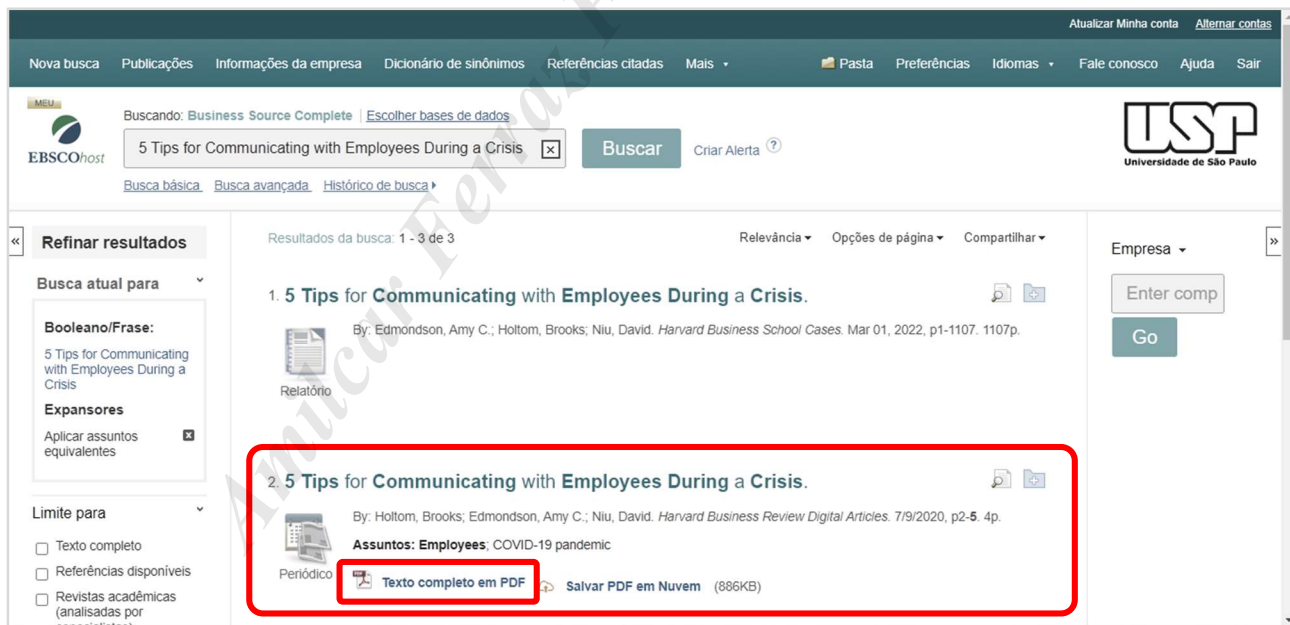 Atualizar Minha conta Alternar contas
Nova busca Publicações Informações da empresa Dicionário de sinônimos Referências citadas Mais Pasta Preferências Idiomas Fale conosco Ajuda Sair
MEU
EBSCOhost
Buscando: Business Source Complete | Escolher bases de dados
5 Tips for Communicating with Employees During a Crisis
Buscar
Criar Alerta ?
Busca básica Busca avançada Histórico de busca
USP
Universidade de São Paulo
«
Refinar resultados
Busca atual para
Booleano/Frase:
5 Tips for Communicating
with Employees During a
Crisis
Expansores
Aplicar assuntos
equivalentes
Limite para
Texto completo
Referências disponíveis
Revistas acadêmicas
(analisadas por
Resultados da busca: 1 - 3 de 3
Relevância Opções de página Compartilhar
1. 5 Tips for Communicating with Employees During a Crisis.
By: Edmondson, Amy C.; Holtom, Brooks; Niu, David. Harvard Business School Cases. Mar 01, 2022, p1-1107. 1107p.
Relatório
2. 5 Tips for Communicating with Employees During a Crisis.
By: Holtom, Brooks; Edmondson, Amy C.; Niu, David. Harvard Business Review Digital Articles. 7/9/2020, p2-5. 4p.
Assuntos: Employees; COVID-19 pandemic
Periódico
Texto completo em PDF Salvar PDF em Nuvem (886KB)
»
Empresa
Enter comp
Go
Amilcar Ferraz